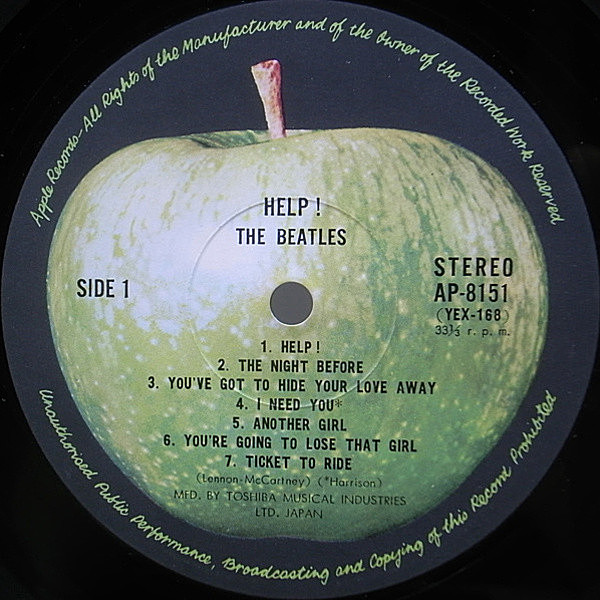 Apple Records-All Rights of the Manufacturer and of the Owner of the Recorded Work Reserved
HELP!
THE BEATLES
SIDE 1
STEREO
AP-8151
(YEX-168)
33⅓ r. p. m.
1. HELP!
2. THE NIGHT BEFORE
3. YOU'VE GOT TO HIDE YOUR LOVE AWAY
4. I NEED YOU*
5. ANOTHER GIRL
6. YOU'RE GOING TO LOSE THAT GIRL
7. TICKET TO RIDE
(Lennon-McCartney) (*Harrison)
MFD. BY TOSHIBA MUSICAL INDUSTRIES
LTD. JAPAN
Unauthorised Public Performance, Broadcasting and Copying of this Record Prohibited